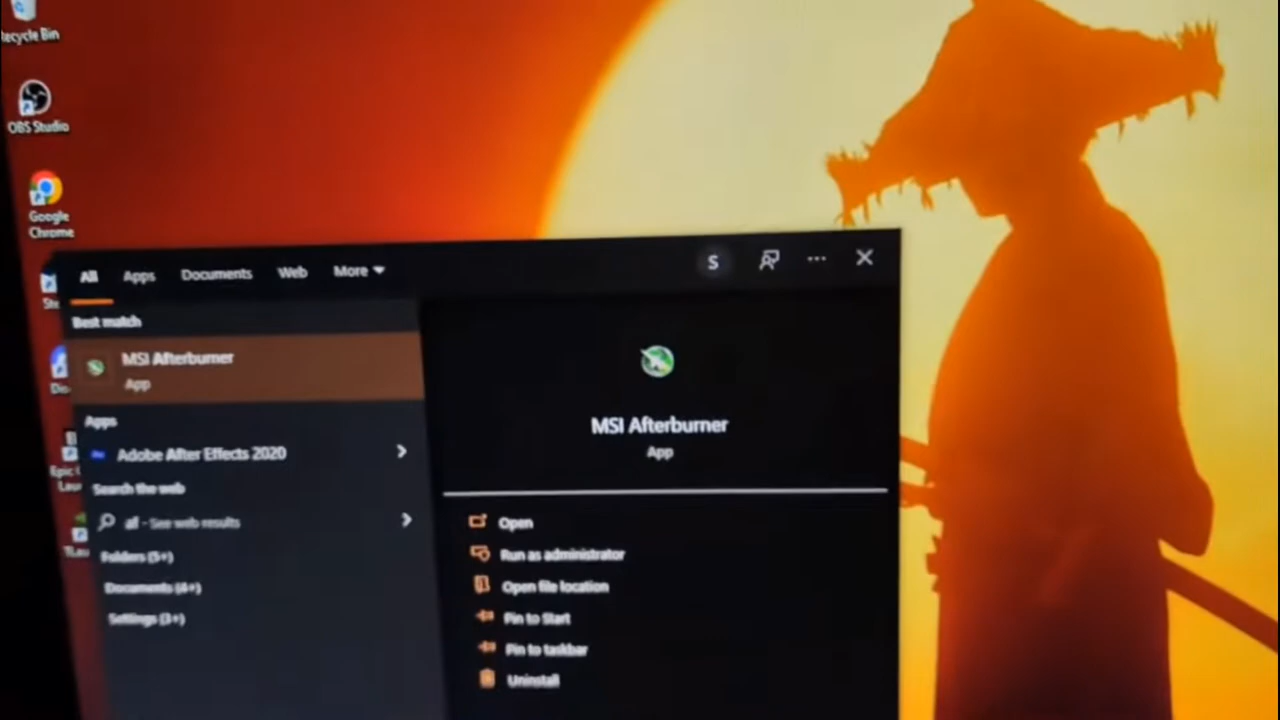 Recycle Bin
OBS Studio
Google
Chrome
All
Apps
Documents
Web
More
S
Best match
MSI Afterburner
App
Apps
Adobe After Effects 2020
Search the web
af - See web results
Folders (5+)
Documents (4+)
Settings (3+)
MSI Afterburner
App
Open
Run as administrator
Open file location
Pin to Start
Pin to taskbar
Uninstall
Epic